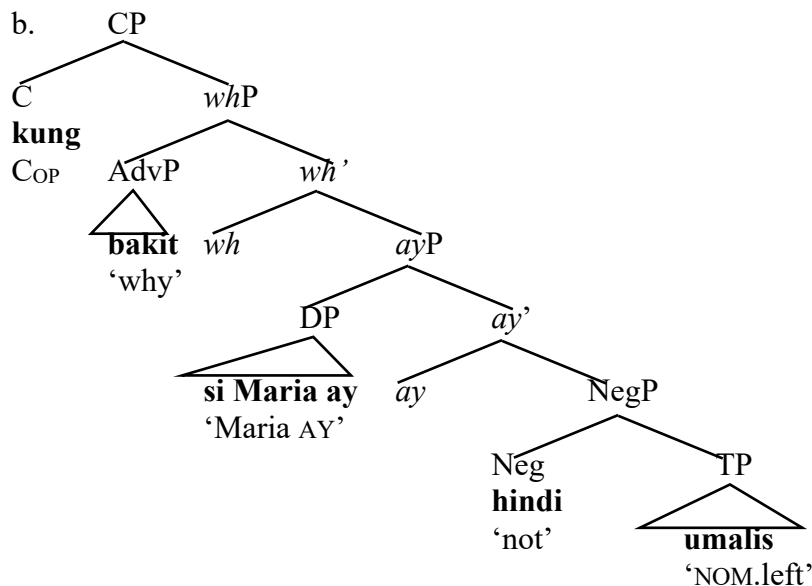 b. CP
C whP
kung
C_OP AdvP wh’
bakit wh ayP
‘why’
DP ay’
si Maria ay ay NegP
‘Maria AY’
Neg TP
hindi
‘not’ umalis
‘NOM.left’